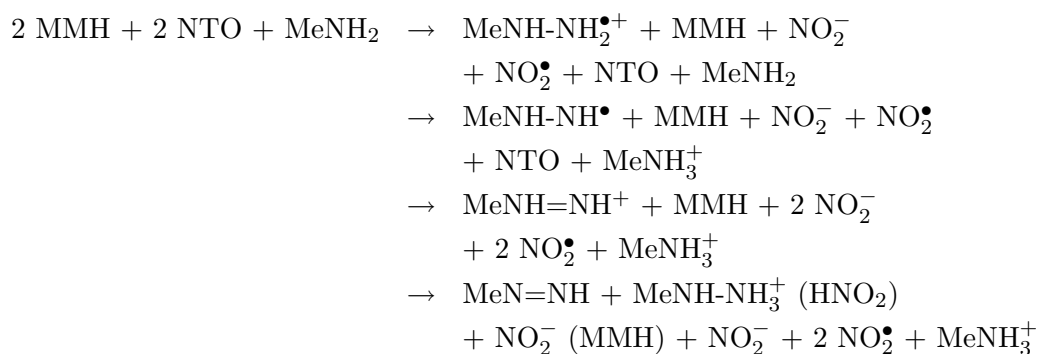 2 MMH + 2 NTO + MeNH₂ → MeNH-NH₂•⁺ + MMH + NO₂⁻
+ NO₂• + NTO + MeNH₂
→ MeNH-NH• + MMH + NO₂⁻ + NO₂•
+ NTO + MeNH₃⁺
→ MeNH=NH⁺ + MMH + 2 NO₂⁻
+ 2 NO₂• + MeNH₃⁺
→ MeN=NH + MeNH-NH₃⁺ (HNO₂)
+ NO₂⁻ (MMH) + NO₂⁻ + 2 NO₂• + MeNH₃⁺